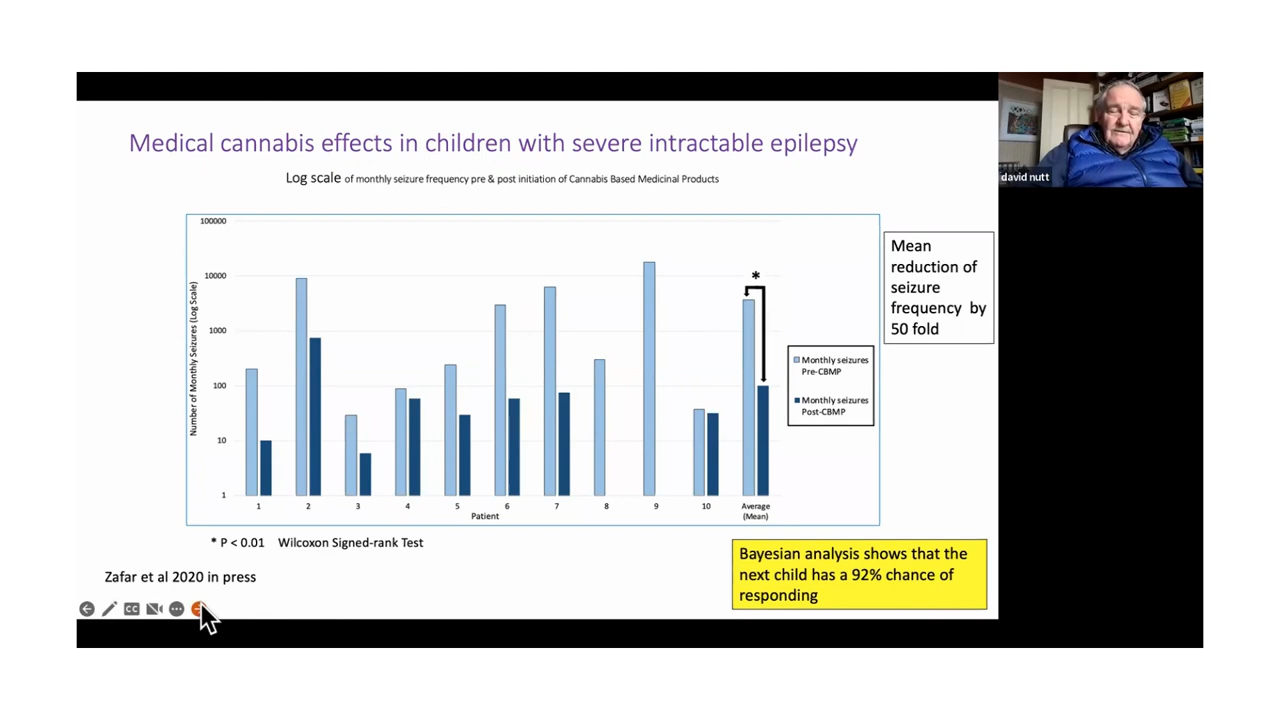 Medical cannabis effects in children with severe intractable epilepsy
Log scale of monthly seizure frequency pre & post initiation of Cannabis Based Medicinal Products
david nutt
Mean
reduction of
seizure
frequency by
50 fold
Number of Monthly Seizures (Log Scale)
100000
10000
1000
100
10
1
*
Monthly seizures
Pre-CBMP
Monthly seizures
Post-CBMP
1 2 3 4 5 6 7 8 9 10 Average
(Mean)
Patient
* P < 0.01 Wilcoxon Signed-rank Test
Bayesian analysis shows that the
next child has a 92% chance of
responding
Zafar et al 2020 in press
CC